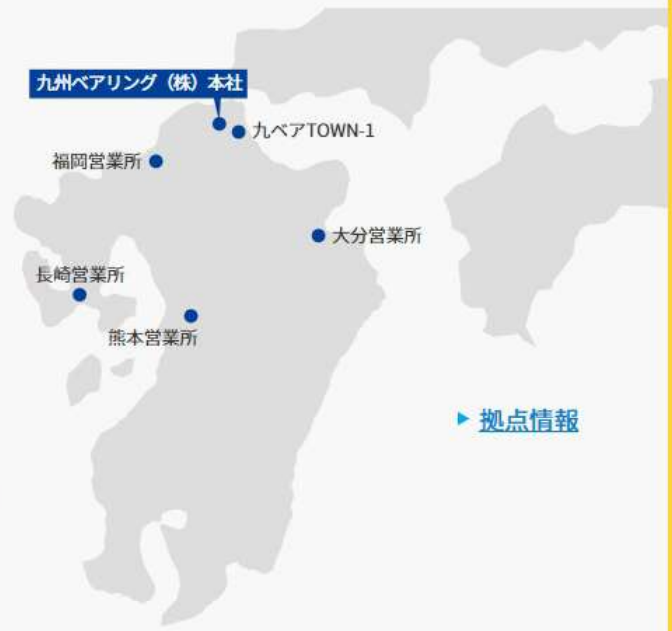 九州ベアリング（株）本社
九ベアTOWN-1
福岡営業所
大分営業所
長崎営業所
熊本営業所
拠点情報